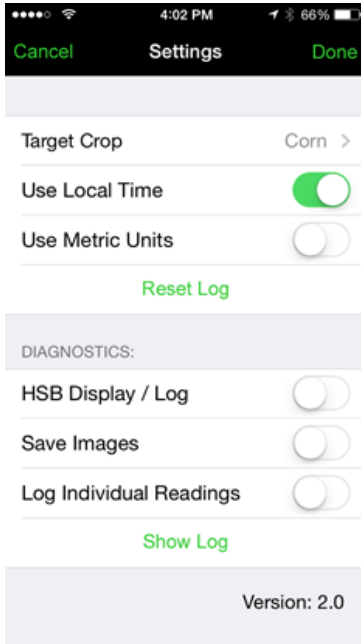 4:02 PM 66%
Cancel Settings Done
Target Crop Corn >
Use Local Time
Use Metric Units
Reset Log
DIAGNOSTICS:
HSB Display / Log
Save Images
Log Individual Readings
Show Log
Version: 2.0